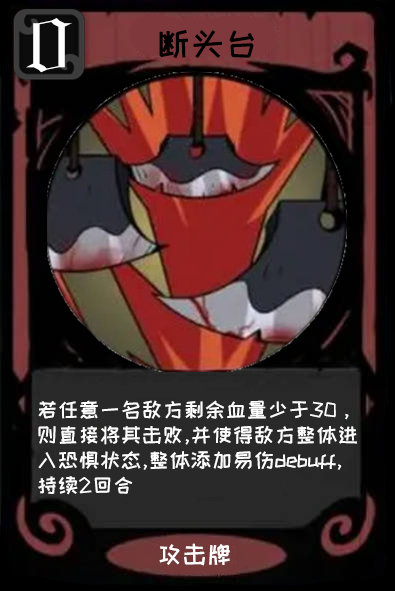 0
断头台
若任意一名敌方剩余血量少于30，
则直接将其击败,并使得敌方整体进
入恐惧状态,整体添加易伤debuff,
持续2回合
攻击牌